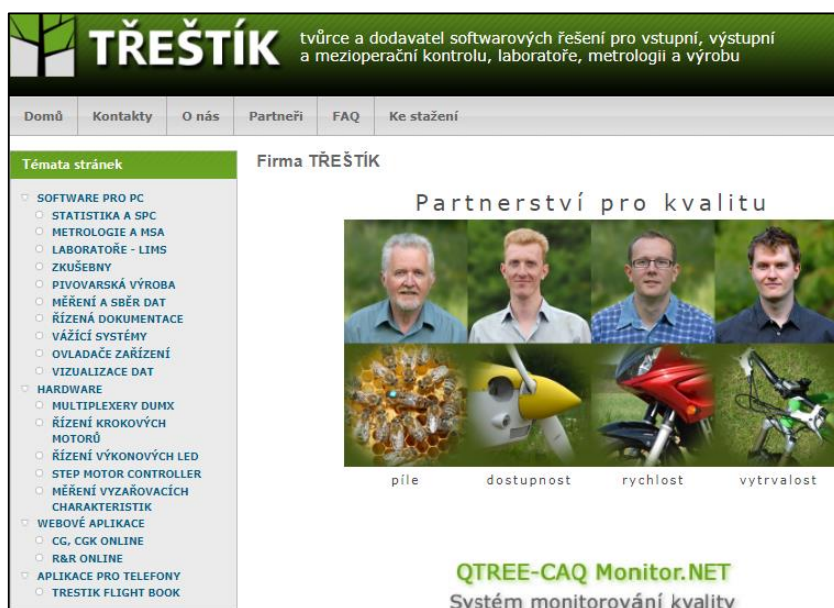 TŘEŠTÍK
tvůrce a dodavatel softwarových řešení pro vstupní, výstupní
a mezioperační kontrolu, laboratoře, metrologii a výrobu
Domů Kontakty O nás Partneři FAQ Ke stažení
Témata stránek
SOFTWARE PRO PC
STATISTIKA A SPC
METROLOGIE A MSA
LABORATOŘE - LIMS
ZKUŠEBNY
PIVOVARSKÁ VÝROBA
MĚŘENÍ A SBĚR DAT
ŘÍZENÁ DOKUMENTACE
VÁŽÍCÍ SYSTÉMY
OVLADAČE ZAŘÍZENÍ
VIZUALIZACE DAT
HARDWARE
MULTIPLEXERY DUMX
ŘÍZENÍ KROKOVÝCH
MOTORŮ
ŘÍZENÍ VÝKONOVÝCH LED
STEP MOTOR CONTROLLER
MĚŘENÍ VYZAŘOVACÍCH
CHARAKTERISTIK
WEBOVÉ APLIKACE
CG, CGK ONLINE
R&R ONLINE
APLIKACE PRO TELEFONY
TRESTIK FLIGHT BOOK
Firma TŘEŠTÍK
Partnerství pro kvalitu
píle dostupnost rychlost vytrvalost
QTREE-CAQ Monitor.NET
Systém monitorování kvality